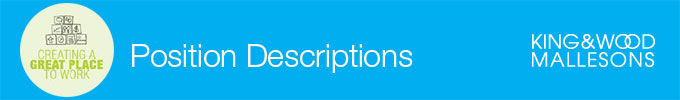 CREATING A
GREAT PLACE
TO WORK
Position Descriptions
KING&WOOD
MALLESONS